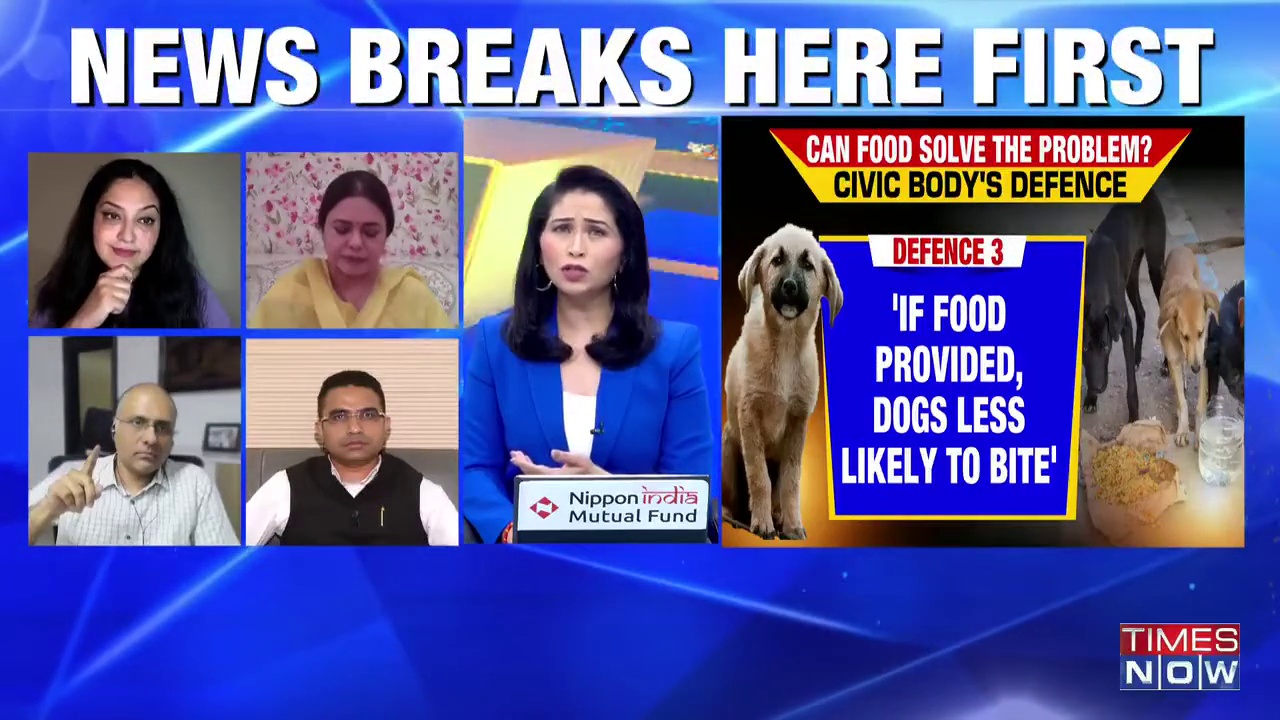 NEWS BREAKS HERE FIRST
CAN FOOD SOLVE THE PROBLEM?
CIVIC BODY'S DEFENCE
DEFENCE 3
'IF FOOD
PROVIDED,
DOGS LESS
LIKELY TO BITE'
Nippon india
Mutual Fund
TIMES
NOW